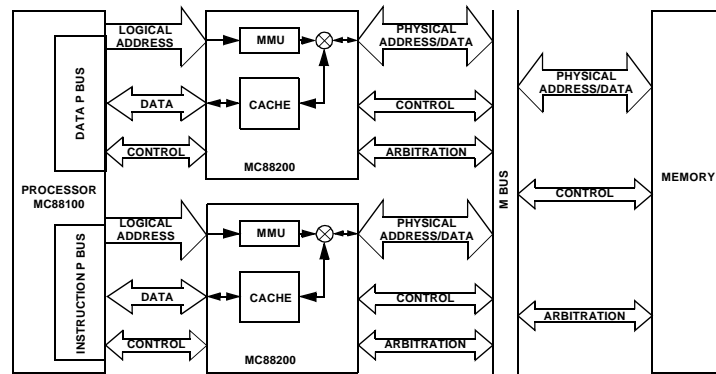 PROCESSOR
MC88100
DATA P BUS
INSTRUCTION P BUS
LOGICAL
ADDRESS
DATA
CONTROL
MMU
CACHE
MC88200
PHYSICAL
ADDRESS/DATA
CONTROL
ARBITRATION
LOGICAL
ADDRESS
DATA
CONTROL
MMU
CACHE
MC88200
PHYSICAL
ADDRESS/DATA
CONTROL
ARBITRATION
M BUS
PHYSICAL
ADDRESS/DATA
CONTROL
ARBITRATION
MEMORY